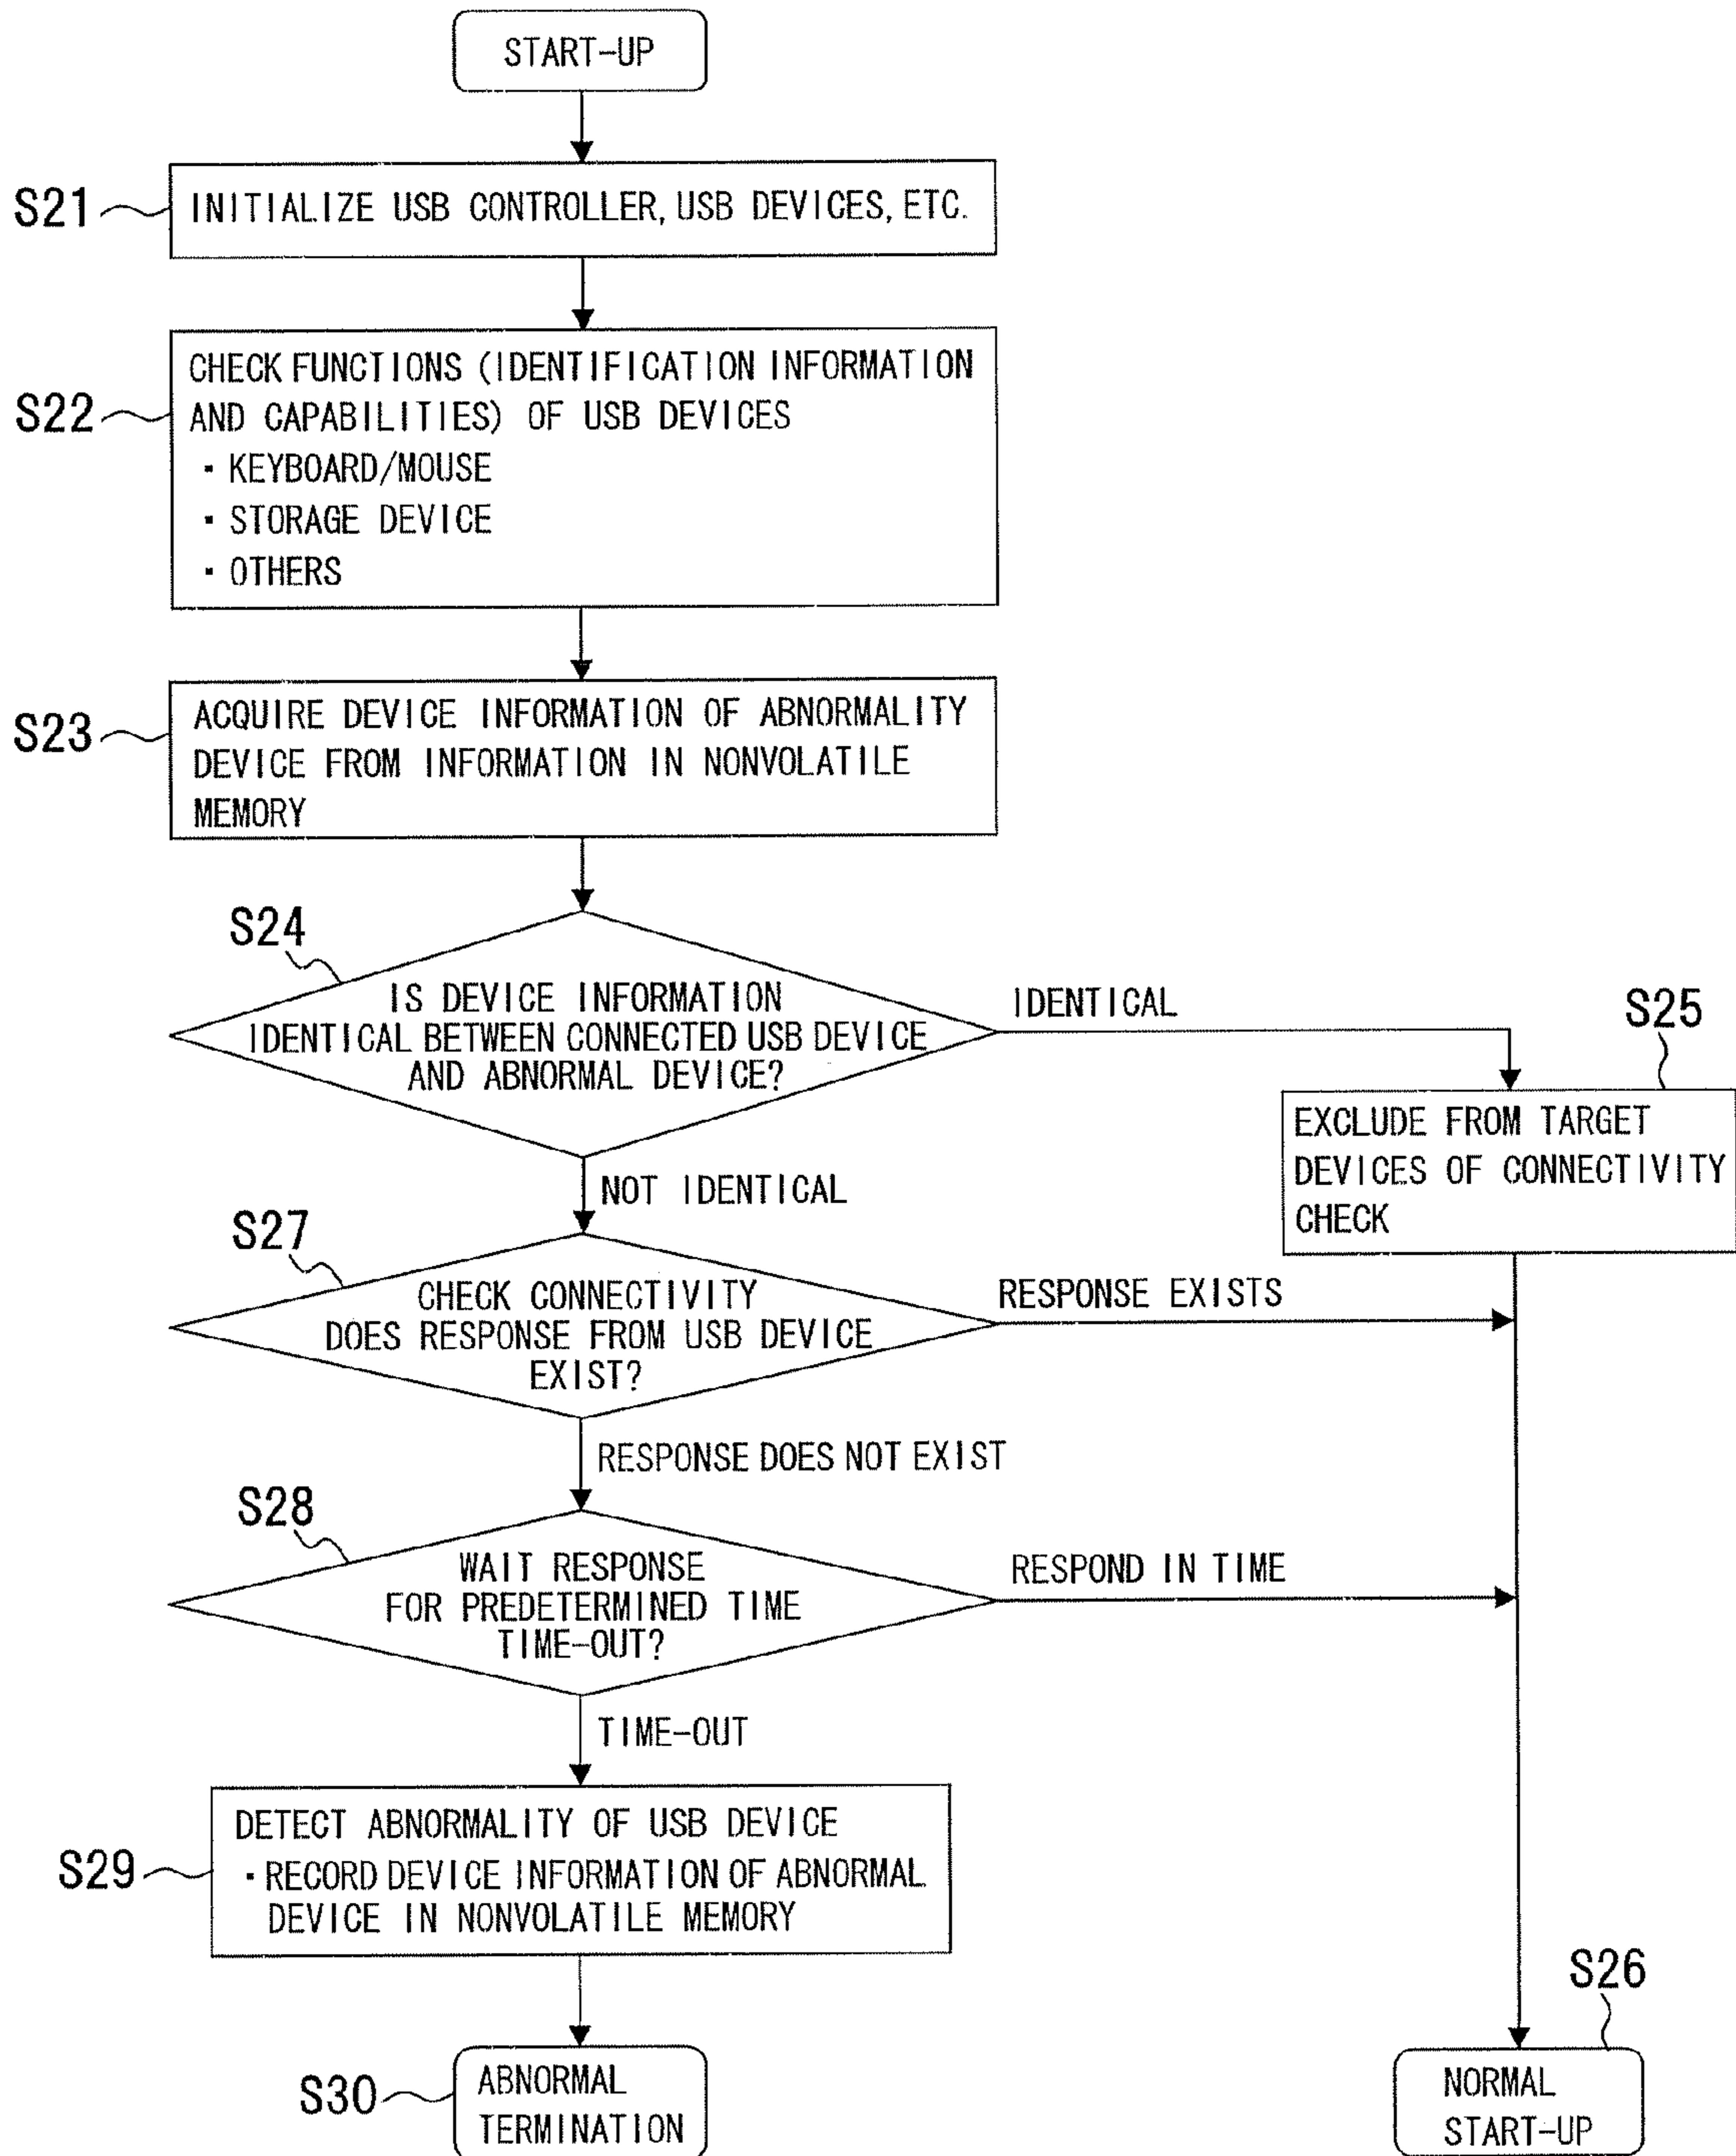 START-UP
S21
INITIALIZE USB CONTROLLER, USB DEVICES, ETC.
S22
CHECK FUNCTIONS (IDENTIFICATION INFORMATION
AND CAPABILITIES) OF USB DEVICES
・KEYBOARD/MOUSE
・STORAGE DEVICE
・OTHERS
S23
ACQUIRE DEVICE INFORMATION OF ABNORMALITY
DEVICE FROM INFORMATION IN NONVOLATILE
MEMORY
S24
IS DEVICE INFORMATION
IDENTICAL BETWEEN CONNECTED USB DEVICE
AND ABNORMAL DEVICE?
IDENTICAL
S25
EXCLUDE FROM TARGET
DEVICES OF CONNECTIVITY
CHECK
NOT IDENTICAL
S27
CHECK CONNECTIVITY
DOES RESPONSE FROM USB DEVICE
EXIST?
RESPONSE EXISTS
RESPONSE DOES NOT EXIST
S28
WAIT RESPONSE
FOR PREDETERMINED TIME
TIME-OUT?
RESPOND IN TIME
TIME-OUT
S29
DETECT ABNORMALITY OF USB DEVICE
・RECORD DEVICE INFORMATION OF ABNORMAL
DEVICE IN NONVOLATILE MEMORY
S30
ABNORMAL
TERMINATION
S26
NORMAL
START-UP